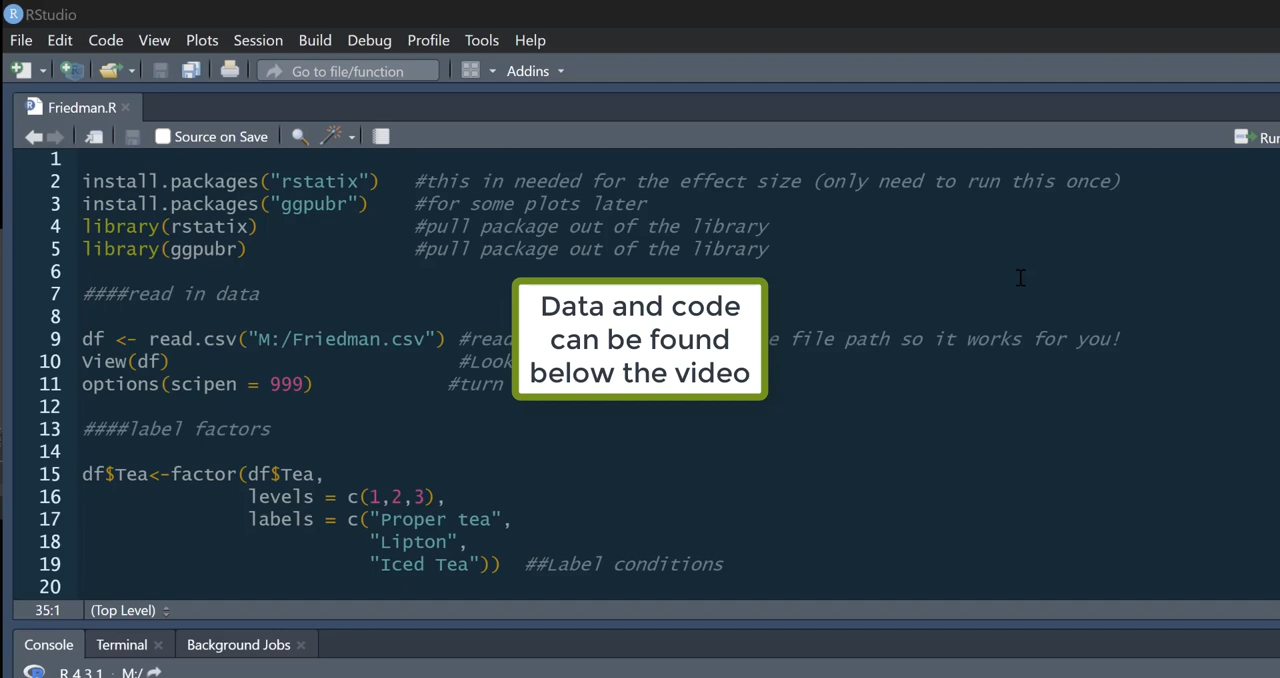 RStudio
File Edit Code View Plots Session Build Debug Profile Tools Help
Go to file/function Addins
Friedman.R
Source on Save Run
1
2 install.packages("rstatix") #this in needed for the effect size (only need to run this once)
3 install.packages("ggpubr") #for some plots later
4 library(rstatix) #pull package out of the library
5 library(ggpubr) #pull package out of the library
6
7 ####read in data
8
9 df <- read.csv("M:/Friedman.csv") #read file path so it works for you!
10 View(df) #Look
11 options(scipen = 999) #turn
12
13 ####label factors
14
15 df$Tea<-factor(df$Tea,
16 levels = c(1,2,3),
17 labels = c("Proper tea",
18 "Lipton",
19 "Iced Tea")) ##Label conditions
20
Data and code
can be found
below the video
35:1 (Top Level)
Console Terminal Background Jobs
R 4.3.1 · M:/